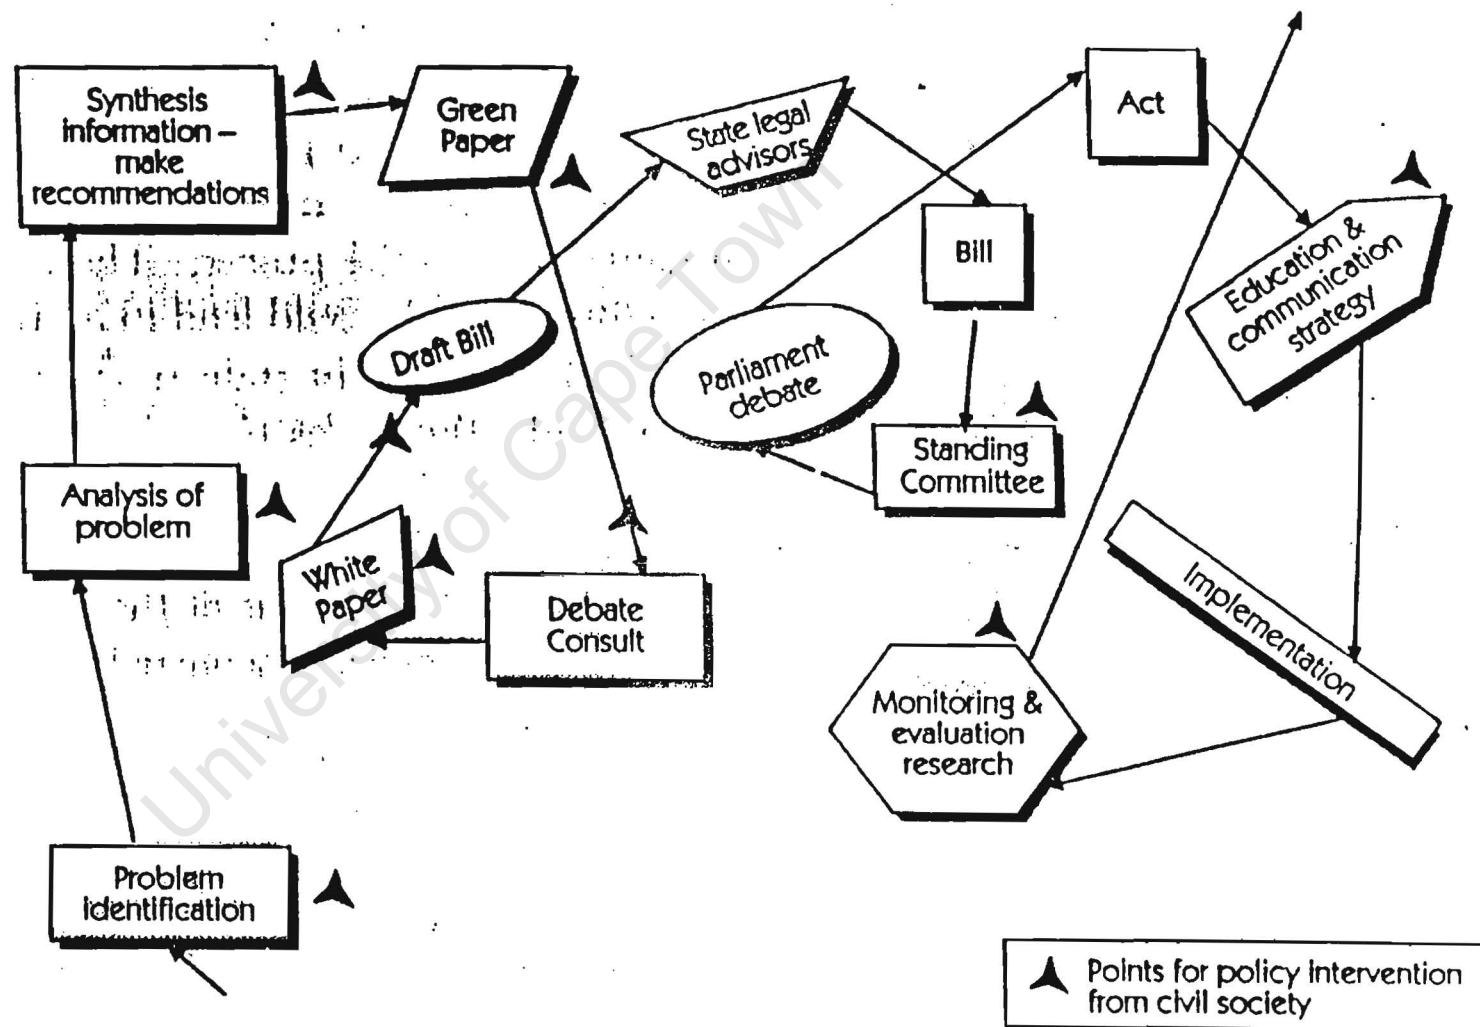 Synthesis
information –
make
recommendations
Green
Paper
State legal
advisors
Act
Bill
Education &
communication
strategy
Draft Bill
Parliament
debate
Standing
Committee
Analysis of
problem
White
Paper
Debate
Consult
Implementation
Monitoring &
evaluation
research
Problem
identification
Points for policy intervention
from civil society
University of Cape Town